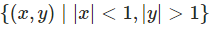 {(x, y) | |x| < 1, |y| > 1}